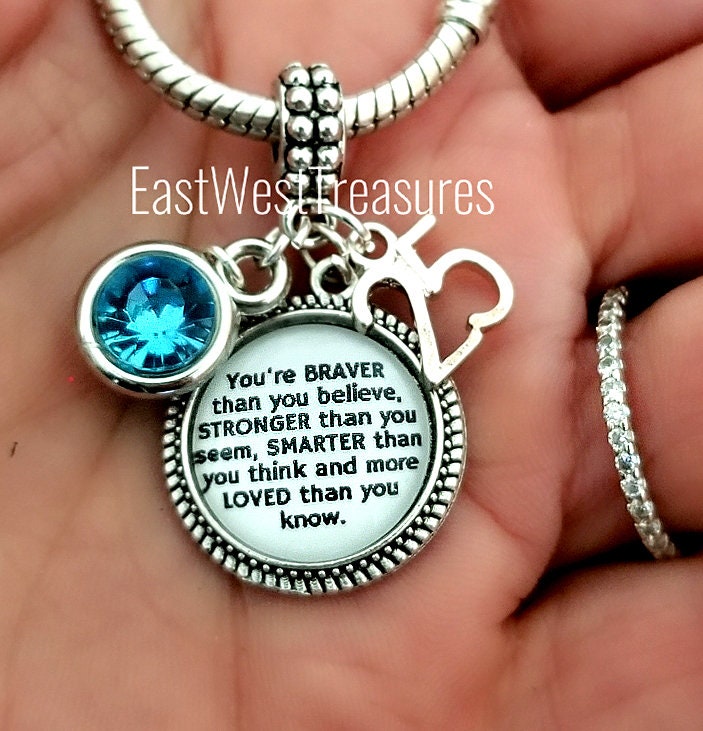 EastWestTreasures
25
You're BRAVER
than you believe,
STRONGER than you
seem, SMARTER than
you think and more
LOVED than you
know.